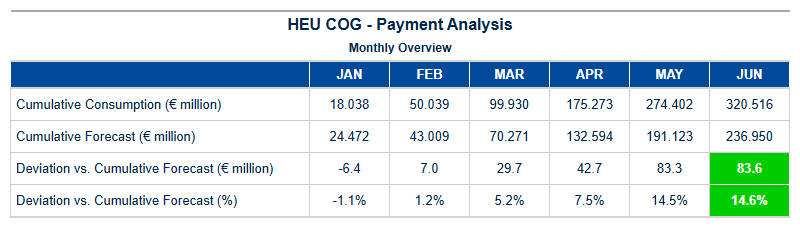 HEU COG - Payment Analysis
Monthly Overview
JAN FEB MAR APR MAY JUN
Cumulative Consumption (€ million) 18.038 50.039 99.930 175.273 274.402 320.516
Cumulative Forecast (€ million) 24.472 43.009 70.271 132.594 191.123 236.950
Deviation vs. Cumulative Forecast (€ million) -6.4 7.0 29.7 42.7 83.3 83.6
Deviation vs. Cumulative Forecast (%) -1.1% 1.2% 5.2% 7.5% 14.5% 14.6%